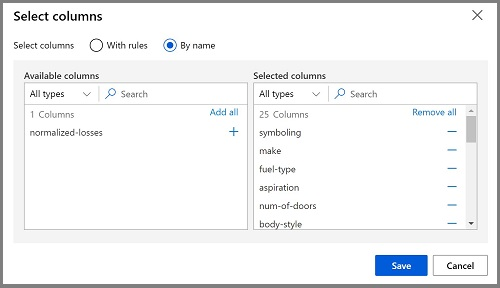 Select columns
Select columns With rules By name
Available columns
All types Search
1 Columns Add all
normalized-losses
Selected columns
All types Search
25 Columns Remove all
symboling
make
fuel-type
aspiration
num-of-doors
body-style
Save Cancel